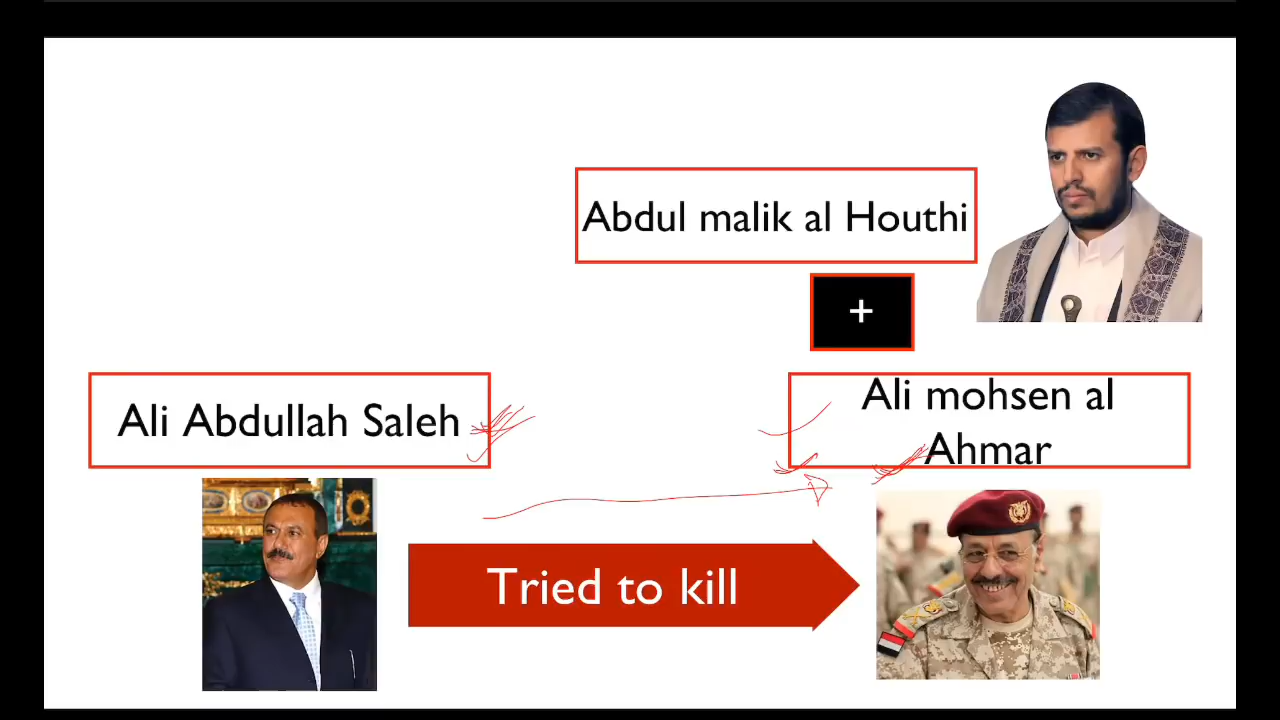 Abdul malik al Houthi
+
Ali Abdullah Saleh
Ali mohsen al
Ahmar
Tried to kill